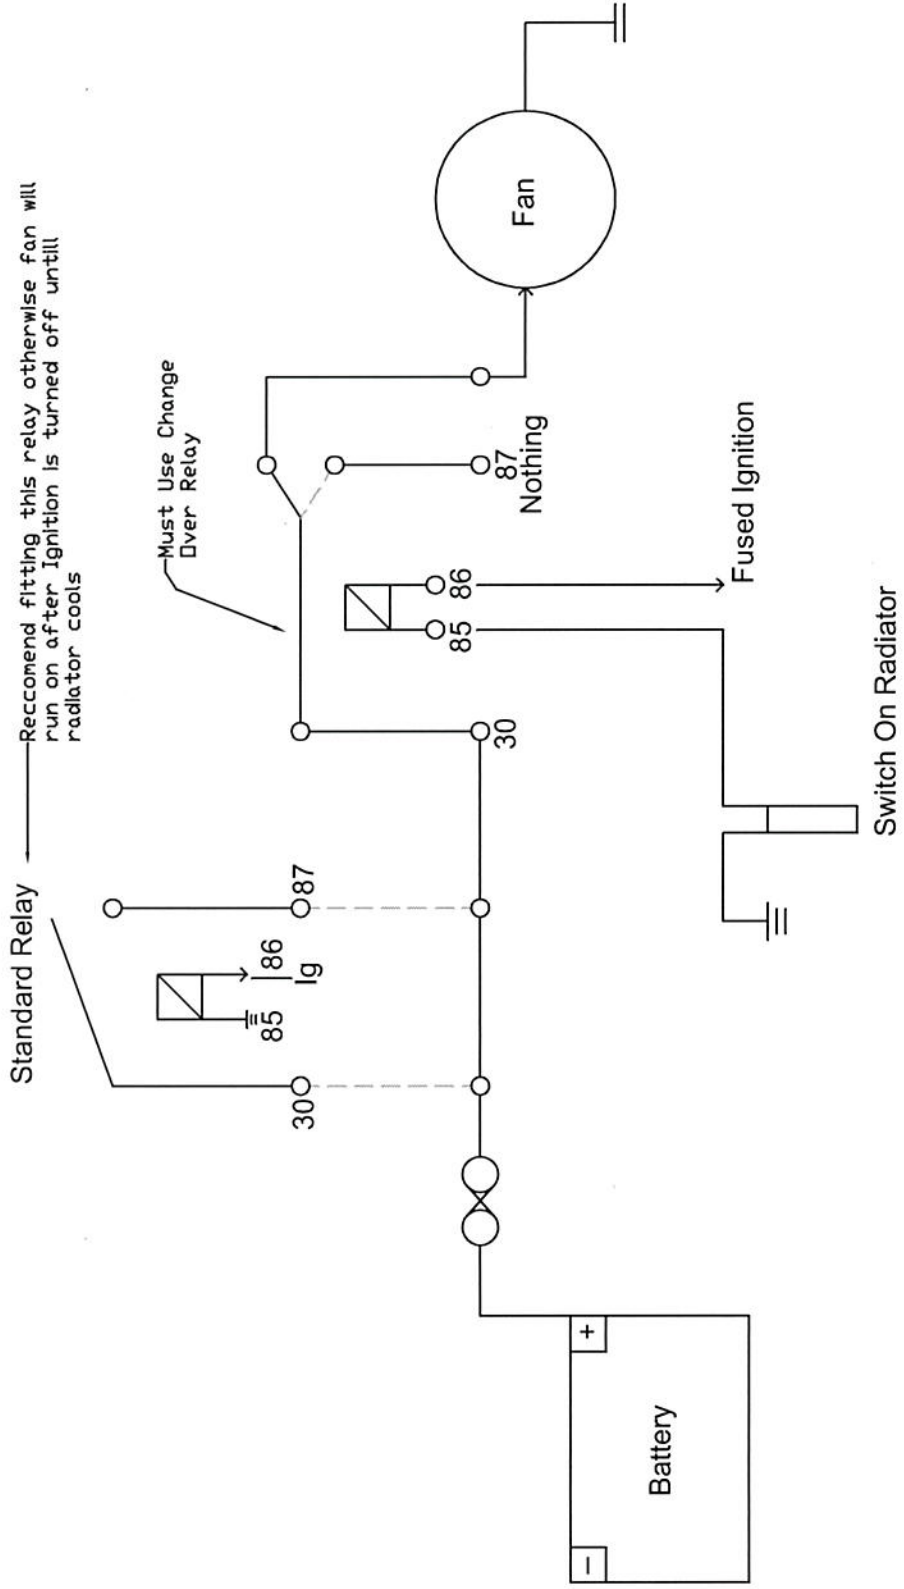 Standard Relay
Reccomend fitting this relay otherwise fan will
run on after Ignition is turned off untill
radiator cools
Must Use Change
Over Relay
30
85
86
Ig
87
30
85
86
87
Nothing
Fan
Fused Ignition
Switch On Radiator
Battery
-
+